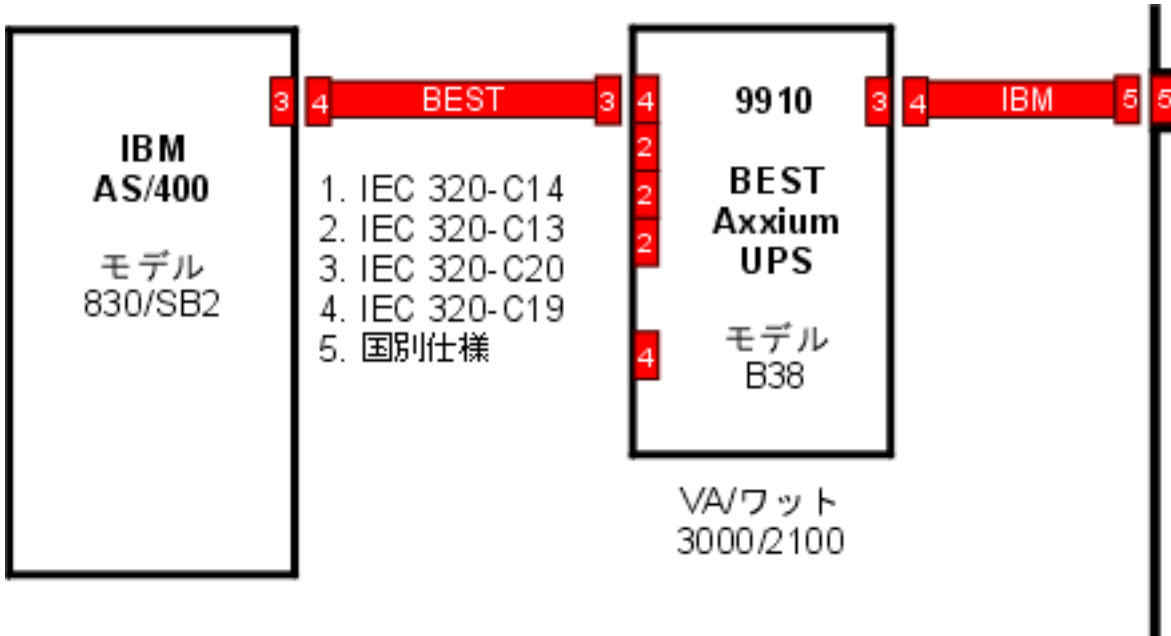 IBM
AS/400
モデル
830/SB2
3
4 BEST 3
1. IEC 320-C14
2. IEC 320-C13
3. IEC 320-C20
4. IEC 320-C19
5. 国別仕様
4
2
2
2
4
9910
BEST
Axxium
UPS
モデル
B38
3
VA/ワット
3000/2100
4 IBM 5
5